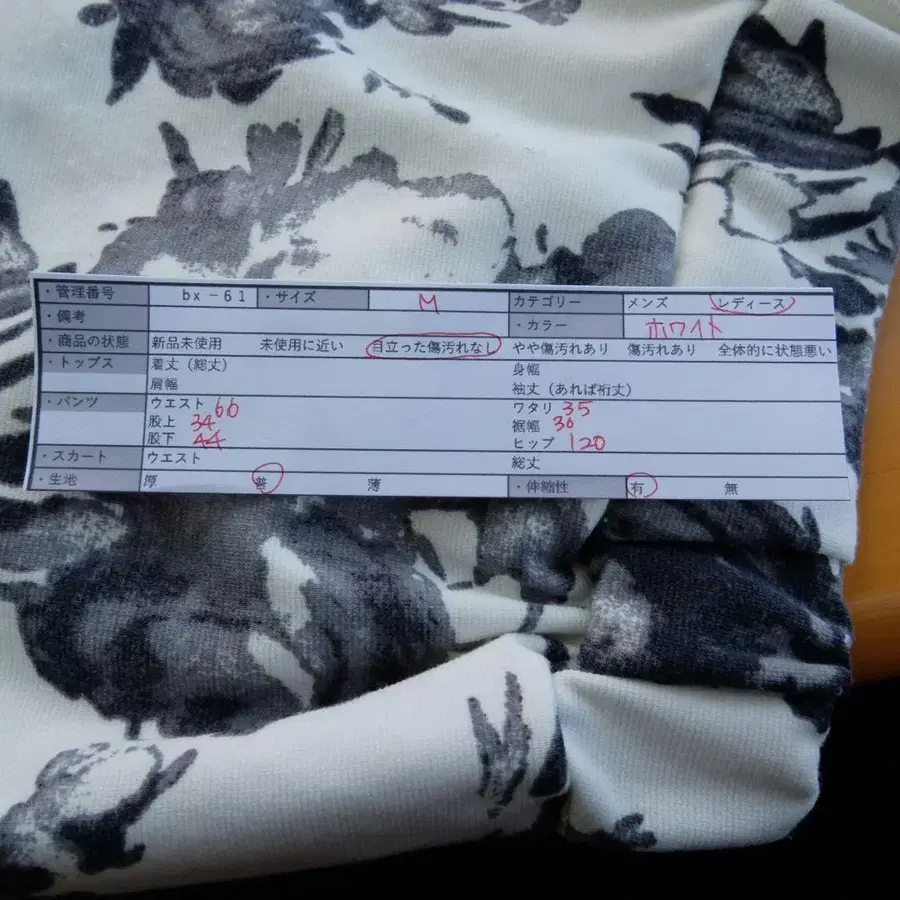 ・管理番号 bx－61 ・サイズ M カテゴリー メンズ レディース
・備考 ・カラー ホワイト
・商品の状態 新品未使用 未使用に近い 目立った傷汚れなし やや傷汚れあり 傷汚れあり 全体的に状態悪い
・トップス 着丈（総丈） 身幅
肩幅 袖丈（あれば裄丈）
・パンツ ウエスト 66 ワタリ 35
股上 34 裾幅 30
股下 44 ヒップ 120
・スカート ウエスト 総丈
・生地 厚 普 薄 ・伸縮性 有 無